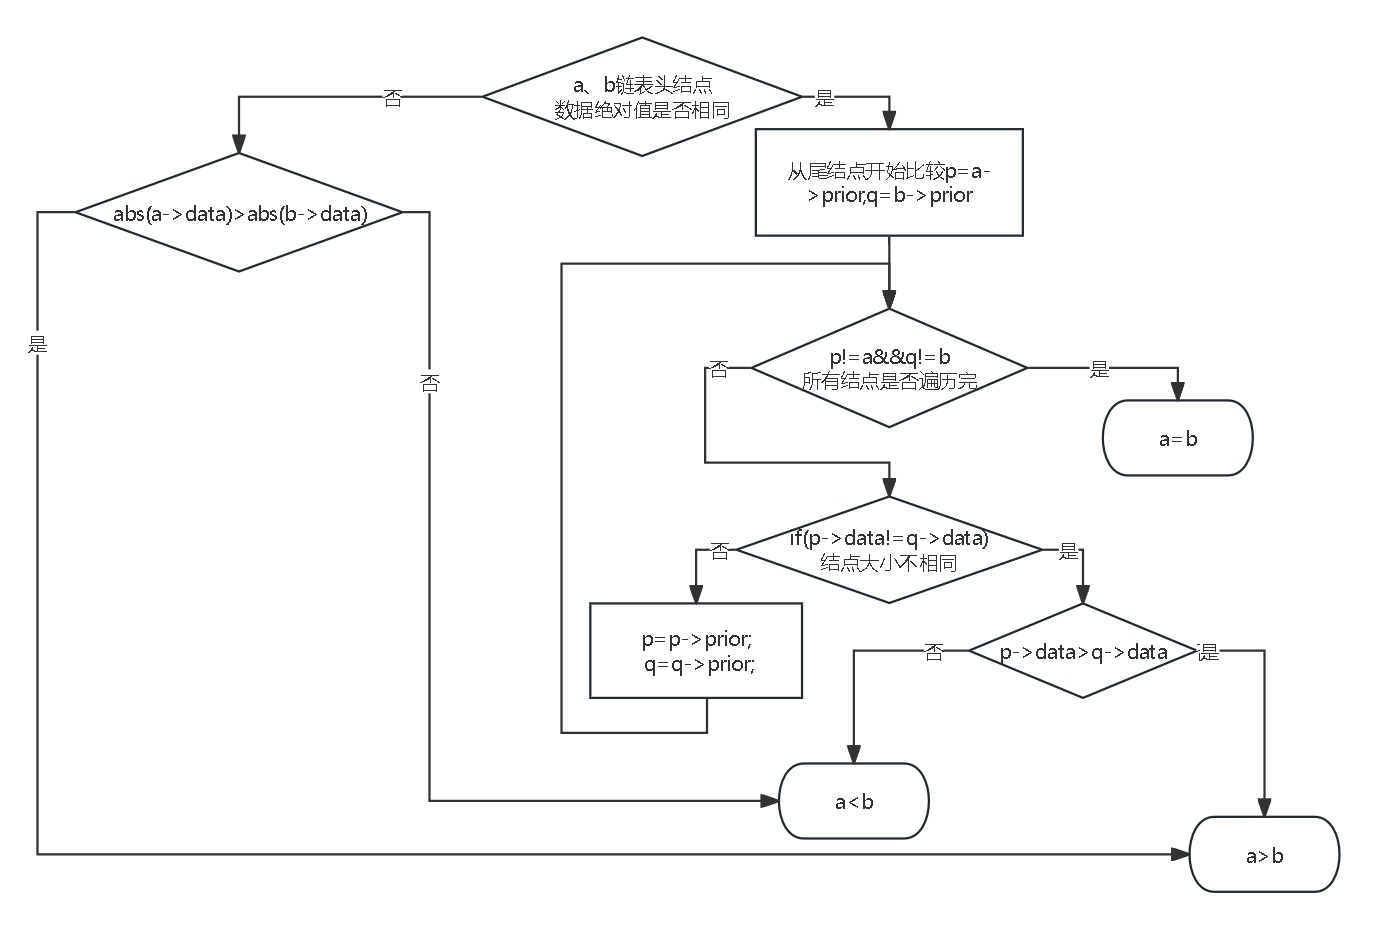 a、b链表头结点
数据绝对值是否相同
否
是
从尾结点开始比较p=a-
>prior,q=b->prior
abs(a->data)>abs(b->data)
是
否
p!=a&&q!=b
所有结点是否遍历完
否
是
a=b
if(p->data!=q->data)
结点大小不相同
否
是
p=p->prior;
q=q->prior;
p->data>q->data
否
是
a<b
a>b